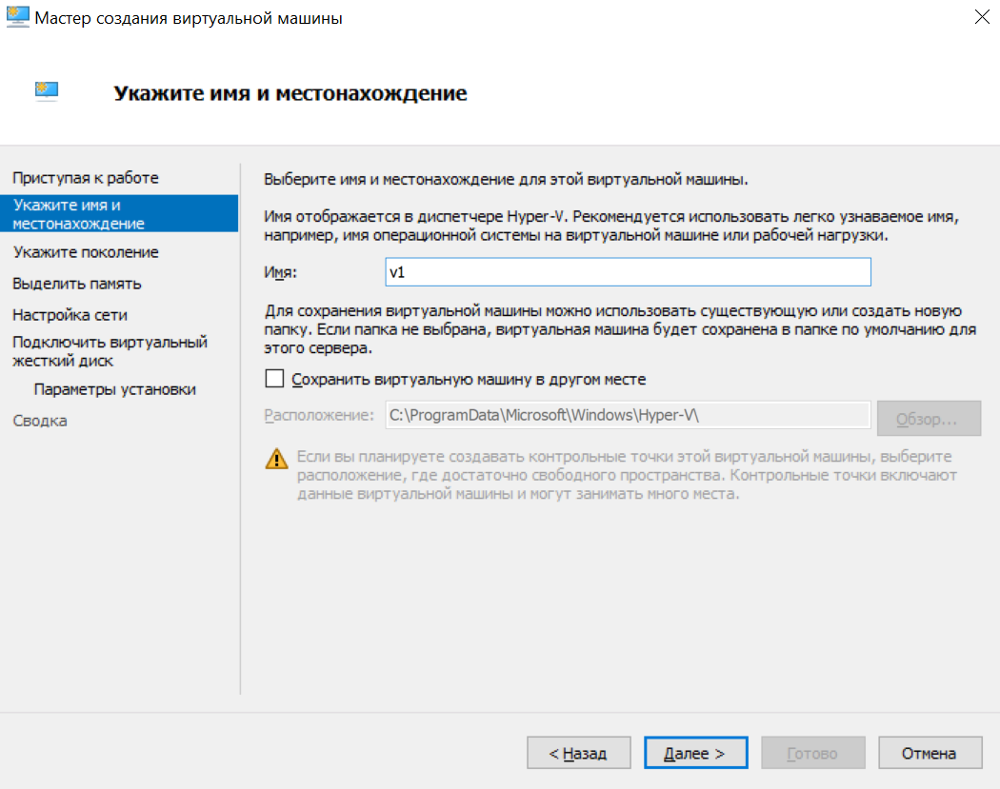 Мастер создания виртуальной машины
Укажите имя и местонахождение
Приступая к работе
Укажите имя и
местонахождение
Укажите поколение
Выделить память
Настройка сети
Подключить виртуальный
жесткий диск
Параметры установки
Сводка
Выберите имя и местонахождение для этой виртуальной машины.
Имя отображается в диспетчере Hyper-V. Рекомендуется использовать легко узнаваемое имя,
например, имя операционной системы на виртуальной машине или рабочей нагрузки.
Имя: v1
Для сохранения виртуальной машины можно использовать существующую или создать новую
папку. Если папка не выбрана, виртуальная машина будет сохранена в папке по умолчанию для
этого сервера.
Сохранить виртуальную машину в другом месте
Расположение: C:\ProgramData\Microsoft\Windows\Hyper-V\ Обзор...
Если вы планируете создавать контрольные точки этой виртуальной машины, выберите
расположение, где достаточно свободного пространства. Контрольные точки включают
данные виртуальной машины и могут занимать много места.
< Назад Далее > Готово Отмена